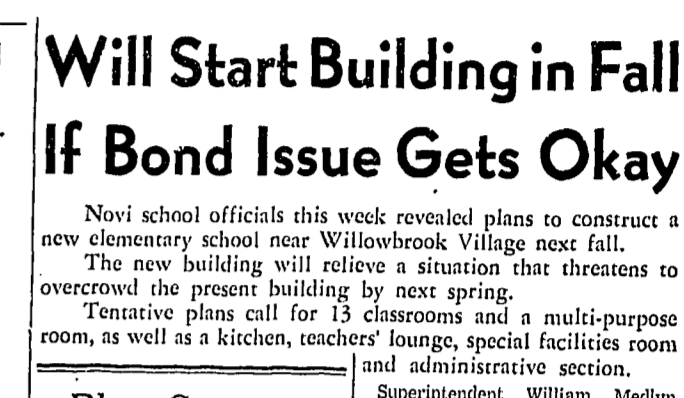 Will Start Building in Fall
If Bond Issue Gets Okay
Novi school officials this week revealed plans to construct a
new elementary school near Willowbrook Village next fall.
The new building will relieve a situation that threatens to
overcrowd the present building by next spring.
Tentative plans call for 13 classrooms and a multi-purpose
room, as well as a kitchen, teachers' lounge, special facilities room
and administrative section.
Superintendent William Medlyn